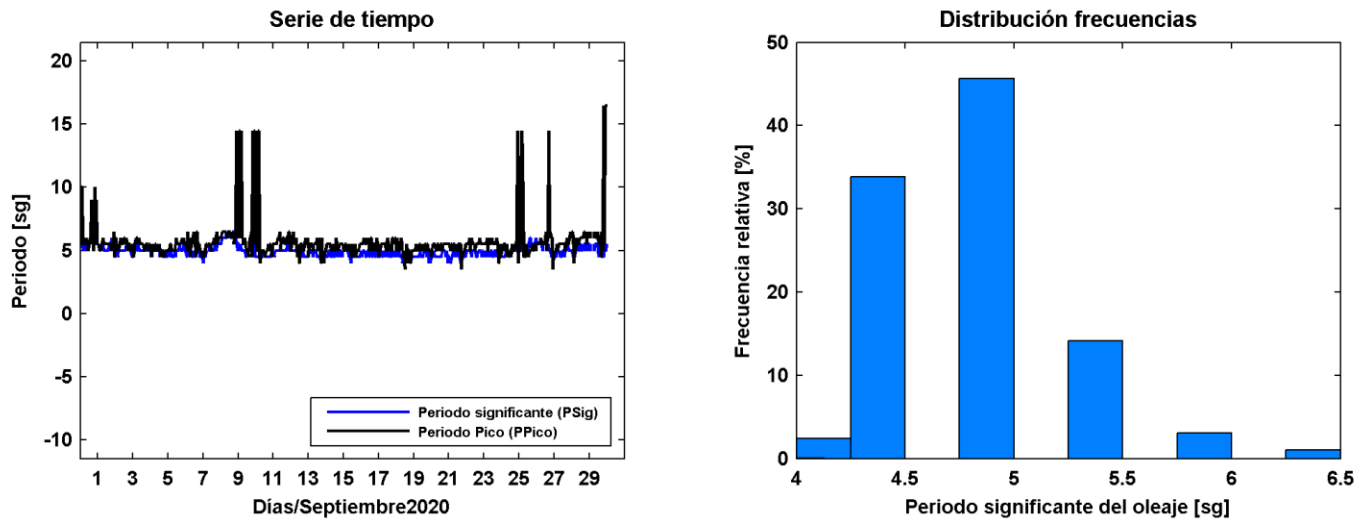 Serie de tiempo
20
15
10
5
0
-5
-10
Periodo [sg]
Periodo significante (PSig)
Periodo Pico (PPico)
1 3 5 7 9 11 13 15 17 19 21 23 25 27 29
Días/Septiembre2020
Distribución frecuencias
50
40
30
20
10
0
Frecuencia relativa [%]
4 4.5 5 5.5 6 6.5
Periodo significante del oleaje [sg]